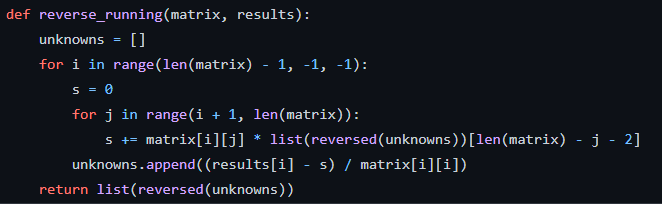 def reverse_running(matrix, results):
    unknowns = []
    for i in range(len(matrix) - 1, -1, -1):
        s = 0
        for j in range(i + 1, len(matrix)):
            s += matrix[i][j] * list(reversed(unknowns))[len(matrix) - j - 2]
        unknowns.append((results[i] - s) / matrix[i][i])
    return list(reversed(unknowns))